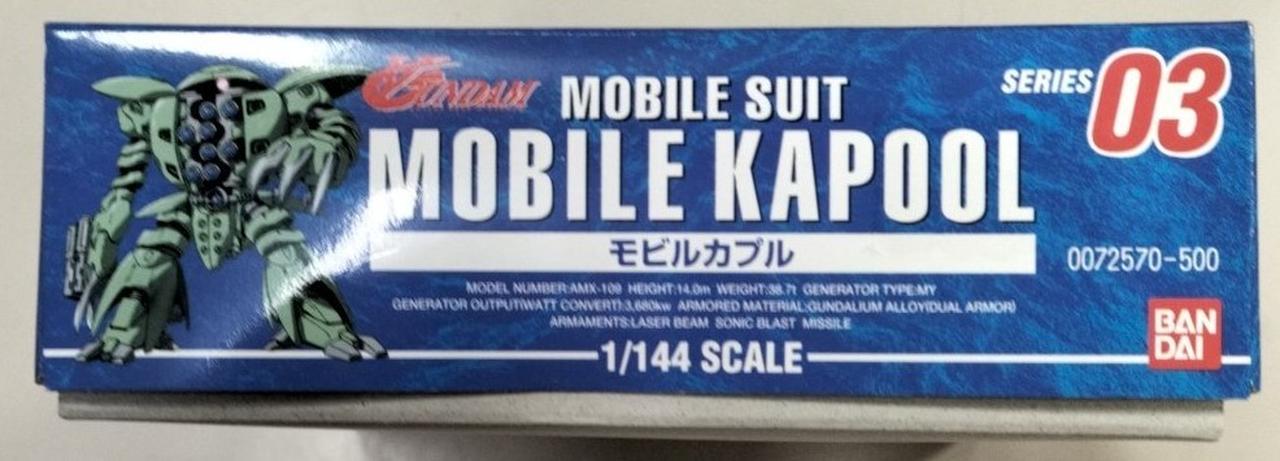 ∀GUNDAM
MOBILE SUIT
MOBILE KAPOOL
モビルカプル
SERIES 03
0072570-500
MODEL NUMBER:AMX-109 HEIGHT:14.0m WEIGHT:38.7t GENERATOR TYPE:MY
GENERATOR OUTPUT(WATT CONVERT):3,680kw ARMORED MATERIAL:GUNDALIUM ALLOY(DUAL ARMOR)
ARMAMENTS:LASER BEAM SONIC BLAST MISSILE
1/144 SCALE
BAN
DAI